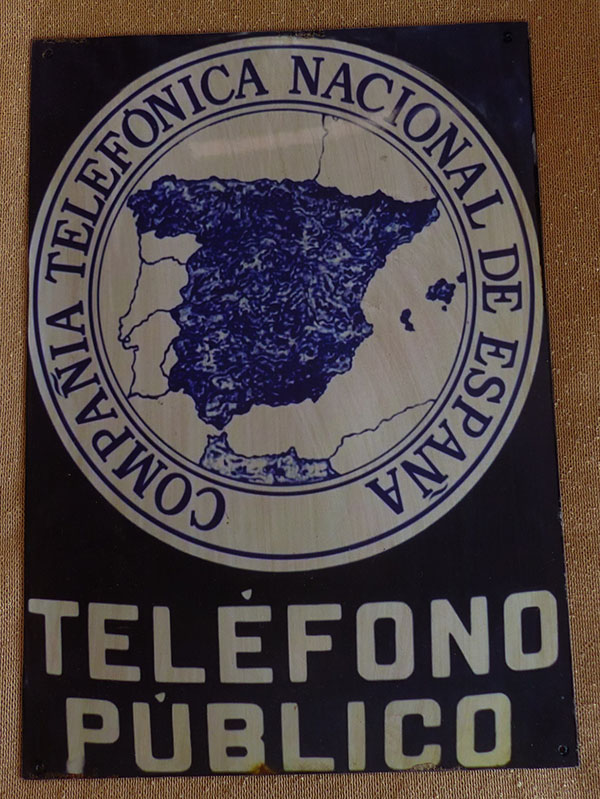 COMPAÑIA TELEFÓNICA NACIONAL DE ESPAÑA
TELÉFONO
PÚBLICO